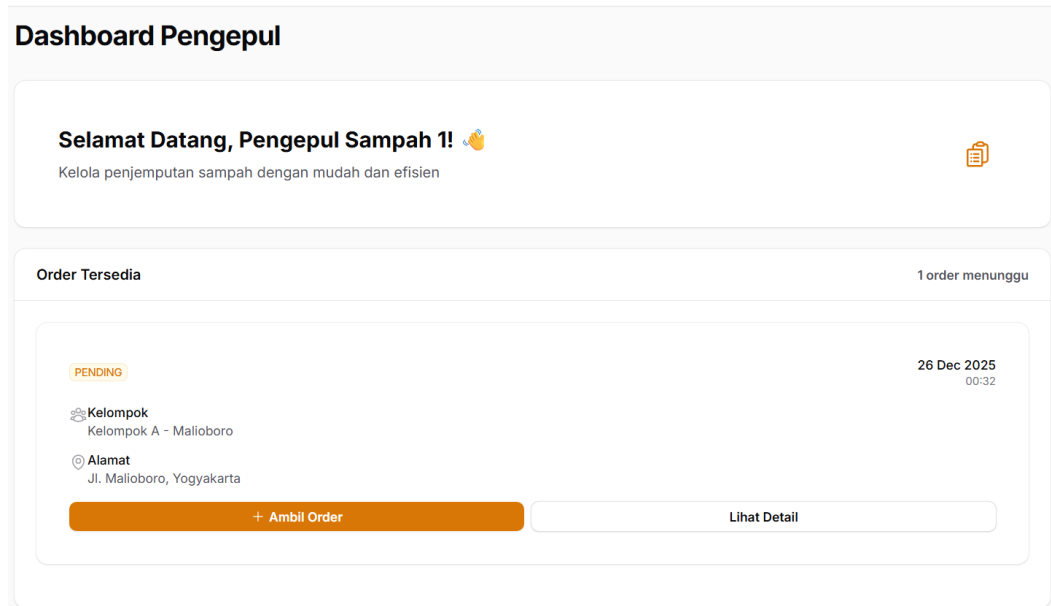 Dashboard Pengepul
Selamat Datang, Pengepul Sampah 1! 👋
Kelola penjemputan sampah dengan mudah dan efisien
Order Tersedia
1 order menunggu
PENDING
26 Dec 2025
00:32
Kelompok
Kelompok A - Malioboro
Alamat
Jl. Malioboro, Yogyakarta
+ Ambil Order
Lihat Detail